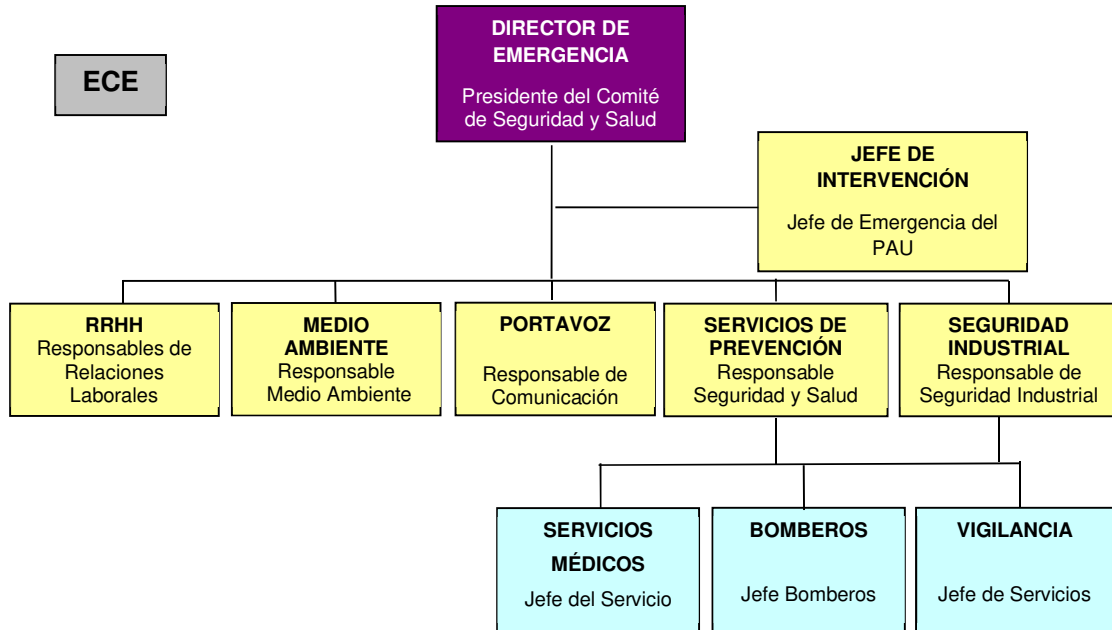 ECE
DIRECTOR DE
EMERGENCIA
Presidente del Comité
de Seguridad y Salud
JEFE DE
INTERVENCIÓN
Jefe de Emergencia del
PAU
RRHH
Responsables de
Relaciones
Laborales
MEDIO
AMBIENTE
Responsable
Medio Ambiente
PORTAVOZ
Responsable de
Comunicación
SERVICIOS DE
PREVENCIÓN
Responsable
Seguridad y Salud
SEGURIDAD
INDUSTRIAL
Responsable de
Seguridad Industrial
SERVICIOS
MÉDICOS
Jefe del Servicio
BOMBEROS
Jefe Bomberos
VIGILANCIA
Jefe de Servicios